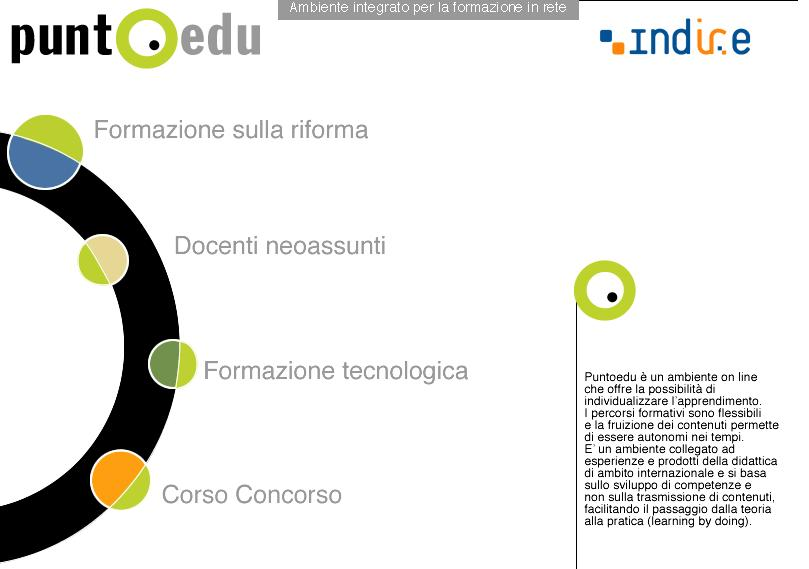 Ambiente integrato per la formazione in rete
puntoedu
indire
Formazione sulla riforma
Docenti neoassunti
Formazione tecnologica
Corso Concorso
Puntoedu è un ambiente on line
che offre la possibilità di
individualizzare l'apprendimento.
I percorsi formativi sono flessibili
e la fruizione dei contenuti permette
di essere autonomi nei tempi.
E' un ambiente collegato ad
esperienze e prodotti della didattica
di ambito internazionale e si basa
sullo sviluppo di competenze e
non sulla trasmissione di contenuti,
facilitando il passaggio dalla teoria
alla pratica (learning by doing).